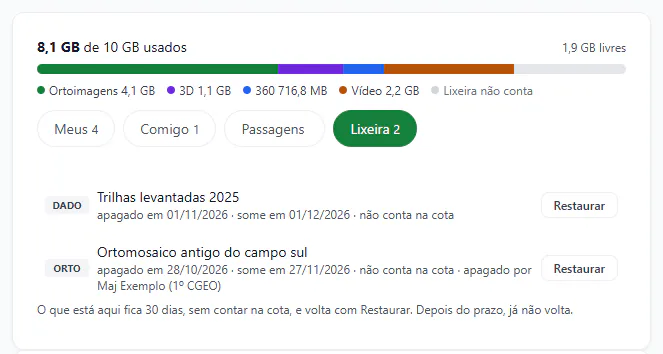 8,1 GB de 10 GB usados
1,9 GB livres
Ortoimagens 4,1 GB
3D 1,1 GB
360 716,8 MB
Vídeo 2,2 GB
Lixeira não conta
Meus 4
Comigo 1
Passagens
Lixeira 2
DADO
Trilhas levantadas 2025
apagado em 01/11/2026 · some em 01/12/2026 · não conta na cota
Restaurar
ORTO
Ortomosaico antigo do campo sul
apagado em 28/10/2026 · some em 27/11/2026 · não conta na cota · apagado por
Maj Exemplo (1º CGEO)
Restaurar
O que está aqui fica 30 dias, sem contar na cota, e volta com Restaurar. Depois do prazo, já não volta.